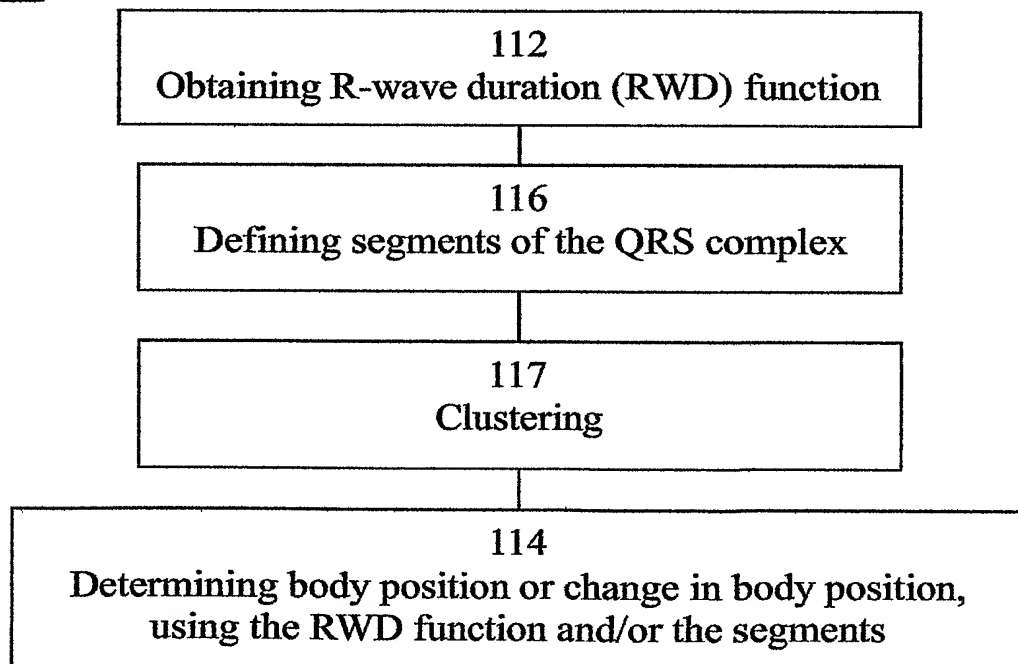 112
Obtaining R-wave duration (RWD) function
116
Defining segments of the QRS complex
117
Clustering
114
Determining body position or change in body position,
using the RWD function and/or the segments